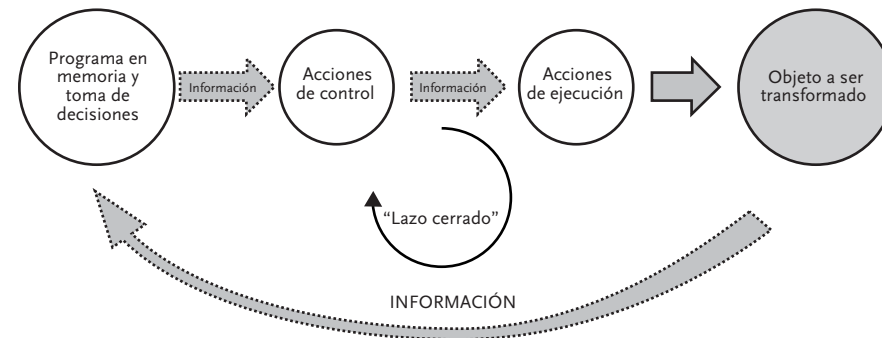 Programa en
memoria y
toma de
decisiones
Información
Acciones
de control
Información
Acciones
de ejecución
Objeto a ser
transformado
“Lazo cerrado”
INFORMACIÓN